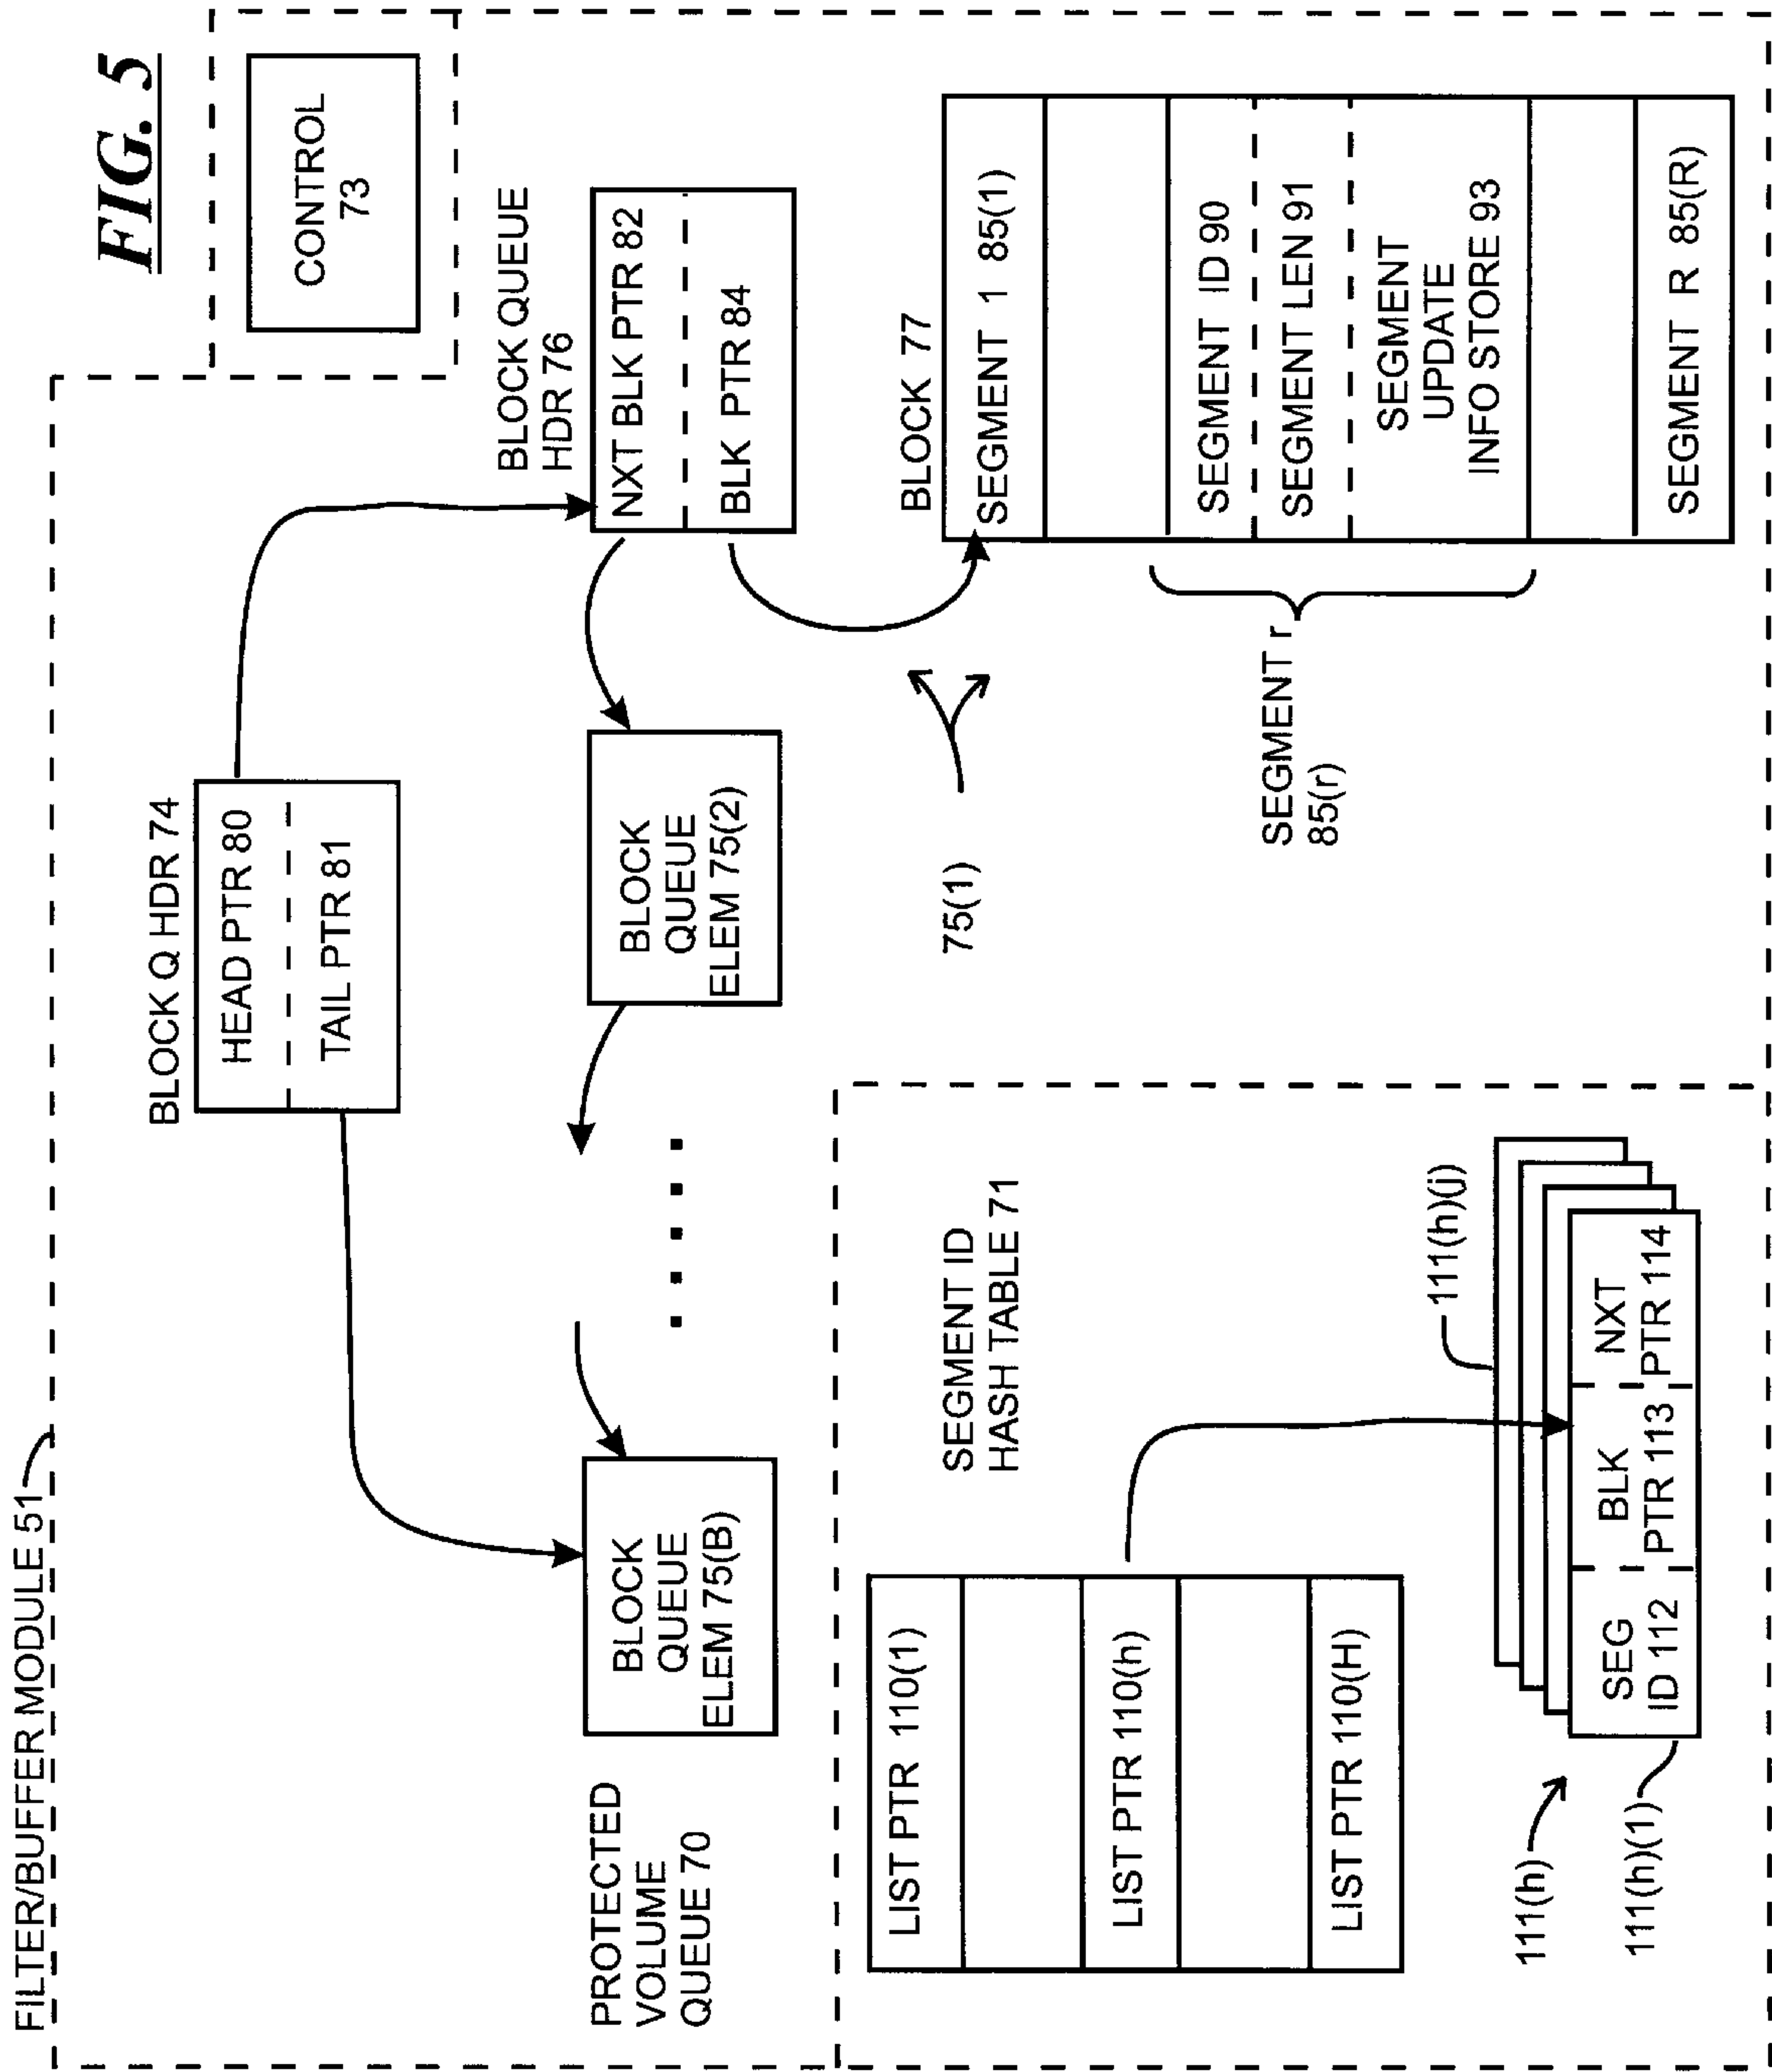 FIG. 5
FILTER/BUFFER MODULE 51
CONTROL
73
BLOCK Q HDR 74
HEAD PTR 80
TAIL PTR 81
BLOCK QUEUE
HDR 76
NXT BLK PTR 82
BLK PTR 84
BLOCK
QUEUE
ELEM 75(2)
BLOCK
QUEUE
ELEM 75(B)
PROTECTED
VOLUME
QUEUE 70
75(1)
BLOCK 77
SEGMENT 1 85(1)
SEGMENT ID 90
SEGMENT LEN 91
SEGMENT
UPDATE
INFO STORE 93
SEGMENT R 85(R)
SEGMENT r
85(r)
SEGMENT ID
HASH TABLE 71
LIST PTR 110(1)
LIST PTR 110(h)
LIST PTR 110(H)
111(h)(j)
111(h)
111(h)(1)
SEG
ID 112
BLK
PTR 113
NXT
PTR 114